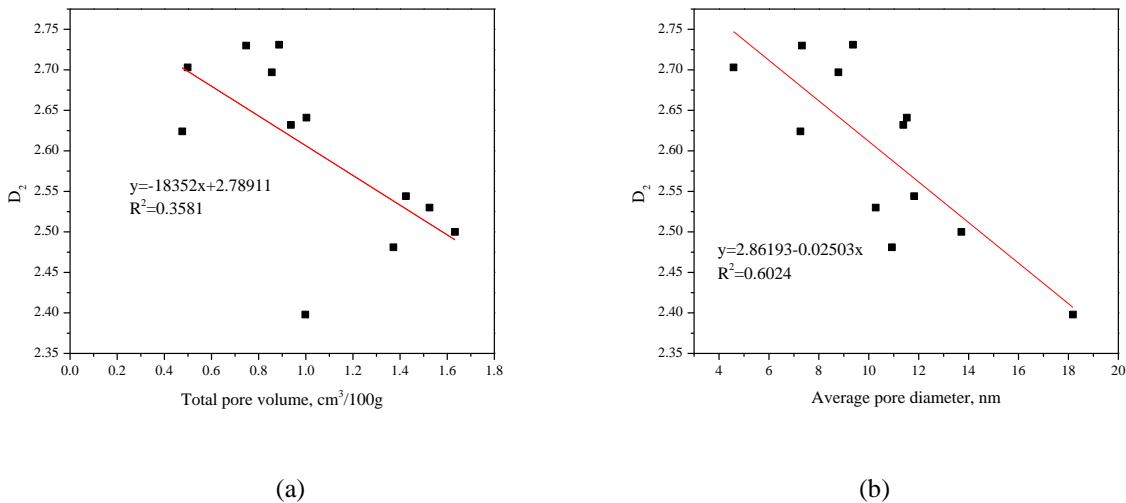 2.75
2.70
2.65
2.60
2.55
2.50
2.45
2.40
2.35
D₂
y=-18352x+2.78911
R²=0.3581
0.0 0.2 0.4 0.6 0.8 1.0 1.2 1.4 1.6 1.8
Total pore volume, cm³/100g
(a)
2.75
2.70
2.65
2.60
2.55
2.50
2.45
2.40
2.35
D₂
y=2.86193-0.02503x
R²=0.6024
4 6 8 10 12 14 16 18 20
Average pore diameter, nm
(b)